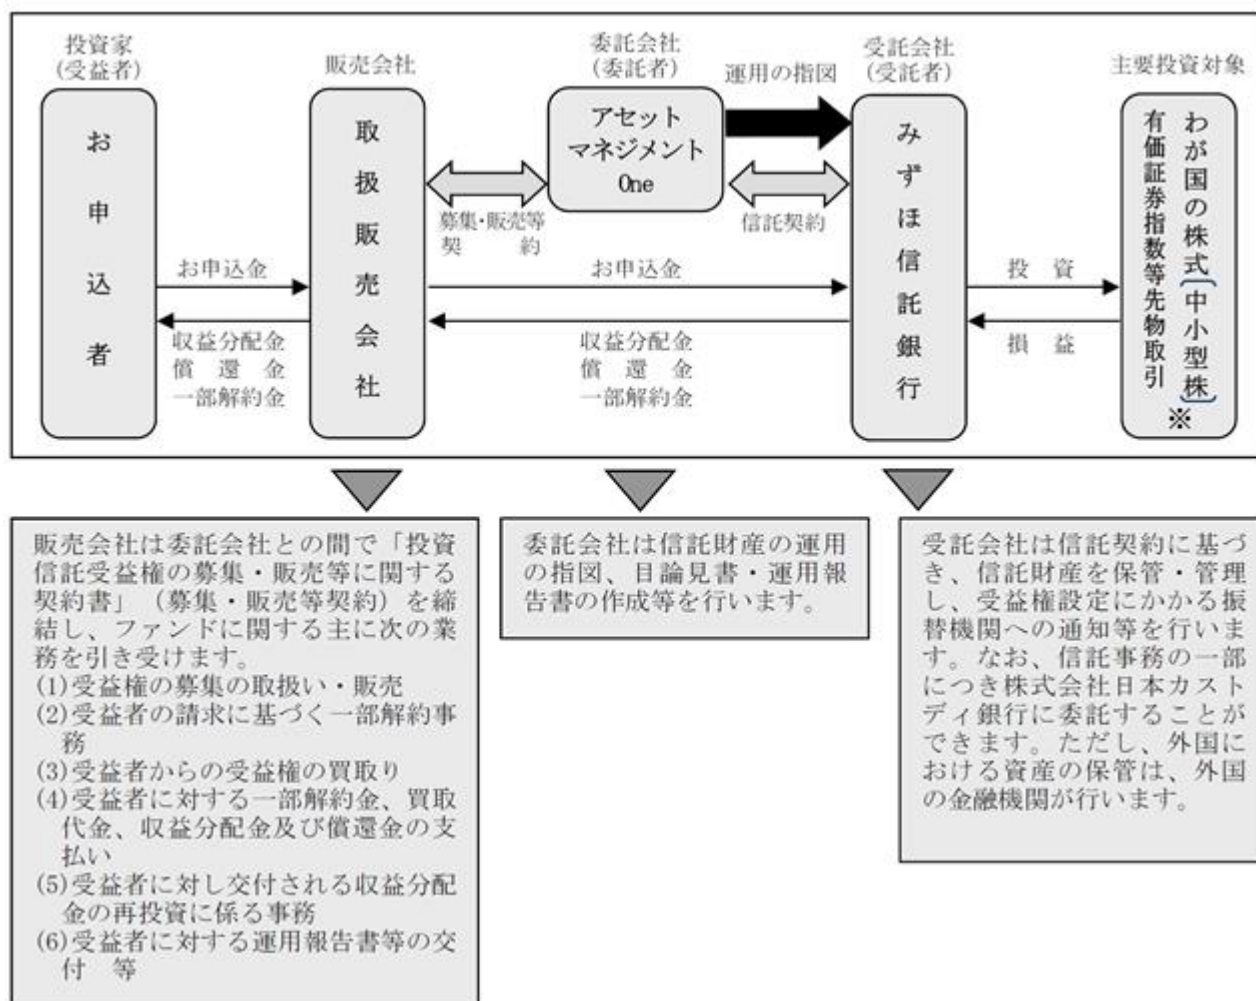 投資家
(受益者)
販売会社
委託会社
(委託者)
運用の指図
受託会社
(受託者)
主要投資対象
お申込者
取扱販売会社
アセット
マネジメント
One
みずほ信託銀行
わが国の株式(中小型株)
有価証券指数等先物取引
※
募集・販売等
契　　約
信託契約
お申込金
お申込金
投　資
収益分配金
償　還　金
一部解約金
収益分配金
償　還　金
一部解約金
損　益
販売会社は委託会社との間で「投資
信託受益権の募集・販売等に関する
契約書」（募集・販売等契約）を締
結し、ファンドに関する主に次の業
務を引き受けます。
(1)受益権の募集の取扱い・販売
(2)受益者の請求に基づく一部解約事
務
(3)受益者からの受益権の買取り
(4)受益者に対する一部解約金、買取
代金、収益分配金及び償還金の支
払い
(5)受益者に対し交付される収益分配
金の再投資に係る事務
(6)受益者に対する運用報告書等の交
付　等
委託会社は信託財産の運用
の指図、目論見書・運用報
告書の作成等を行います。
受託会社は信託契約に基づ
き、信託財産を保管・管理
し、受益権設定にかかる振
替機関への通知等を行いま
す。なお、信託事務の一部
につき株式会社日本カスト
ディ銀行に委託することが
できます。ただし、外国に
おける資産の保管は、外国
の金融機関が行います。